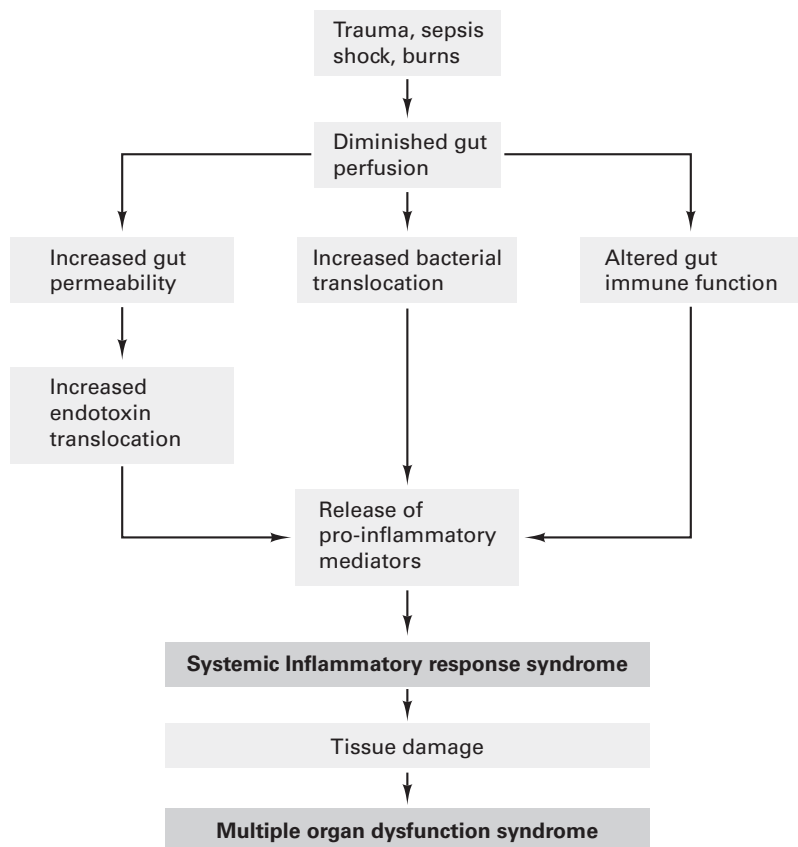 Trauma, sepsis
shock, burns
Diminished gut
perfusion
Increased gut
permeability
Increased bacterial
translocation
Altered gut
immune function
Increased
endotoxin
translocation
Release of
pro-inflammatory
mediators
Systemic Inflammatory response syndrome
Tissue damage
Multiple organ dysfunction syndrome